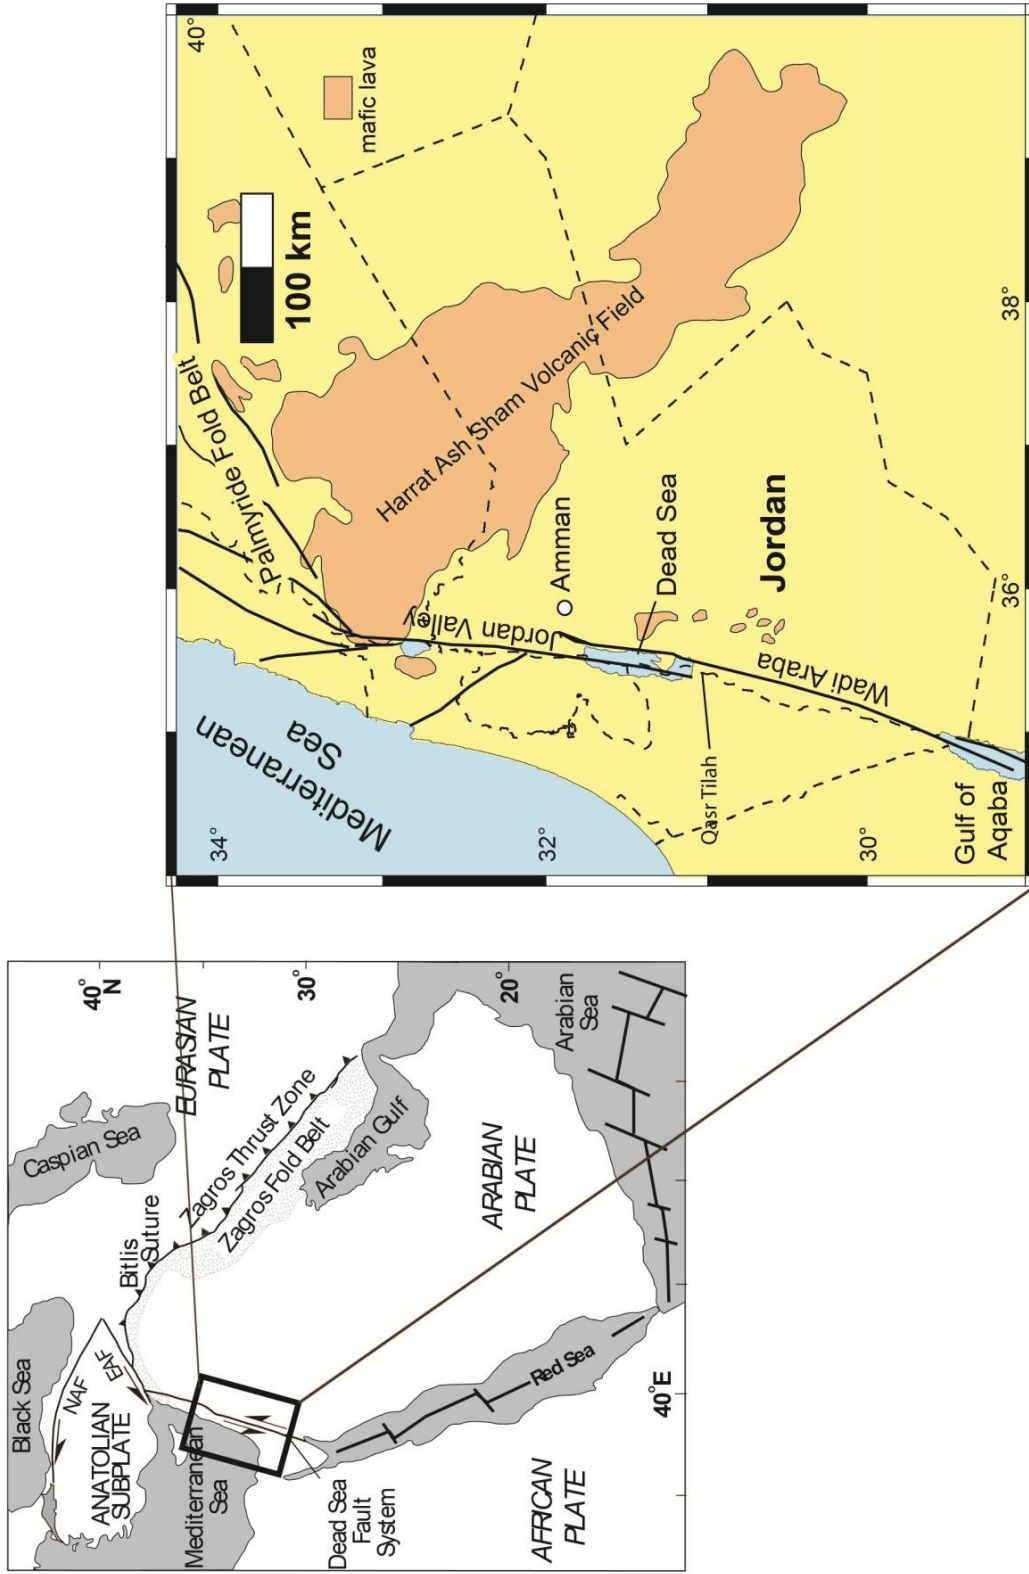 40°
N
30°
20°
40°E
Black Sea
Caspian Sea
EURASIAN
PLATE
NAF
EAF
ANATOLIAN
SUBPLATE
Bitlis
Suture
Zagros Thrust Zone
Zagros Fold Belt
Arabian Gulf
Mediterranean
Sea
Dead Sea
Fault
System
ARABIAN
PLATE
AFRICAN
PLATE
Red Sea
Arabian
Sea
34°
32°
30°
36°
38°
40°
Mediterranean
Sea
Palmyride Fold Belt
100 km
mafic lava
Harrat Ash Sham Volcanic Field
Jordan Valley
Amman
Dead Sea
Jordan
Qasr Tilah
Wadi Araba
Gulf of
Aqaba